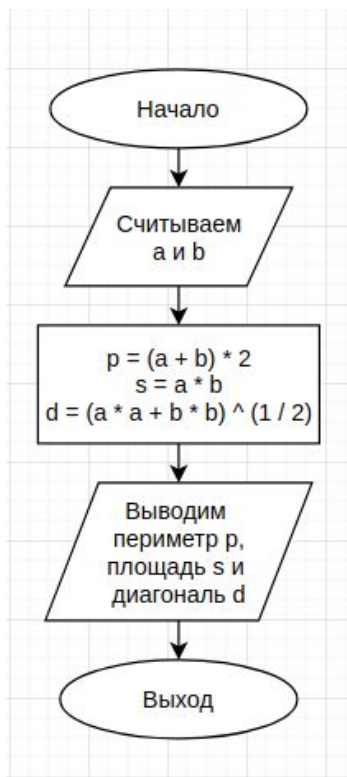 Начало
Считываем
a и b
p = (a + b) * 2
s = a * b
d = (a * a + b * b) ^ (1 / 2)
Выводим
периметр p,
площадь s и
диагональ d
Выход